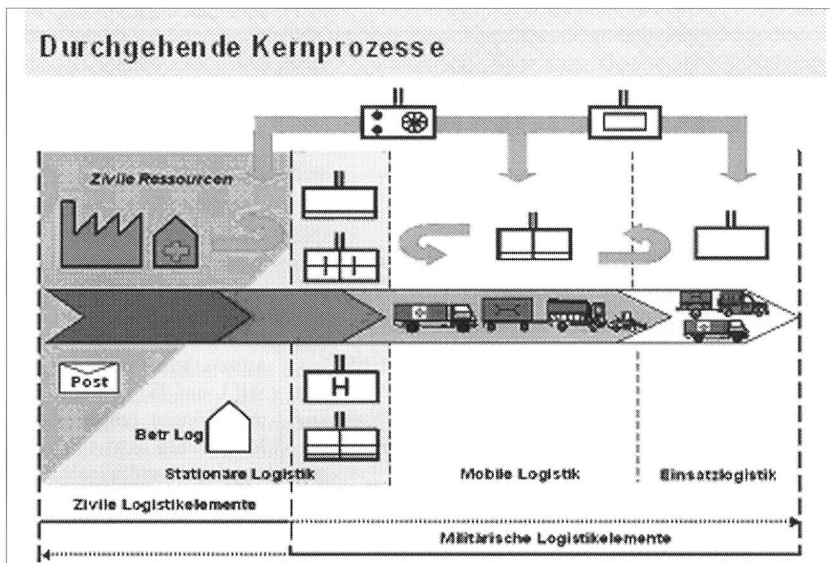 Durchgehende Kernprozesse
Zivile Ressourcen
H
Post
Betr Log
Stationäre Logistik
Mobile Logistik
Einsatzlogistik
Zivile Logistikelemente
Militärische Logistikelemente